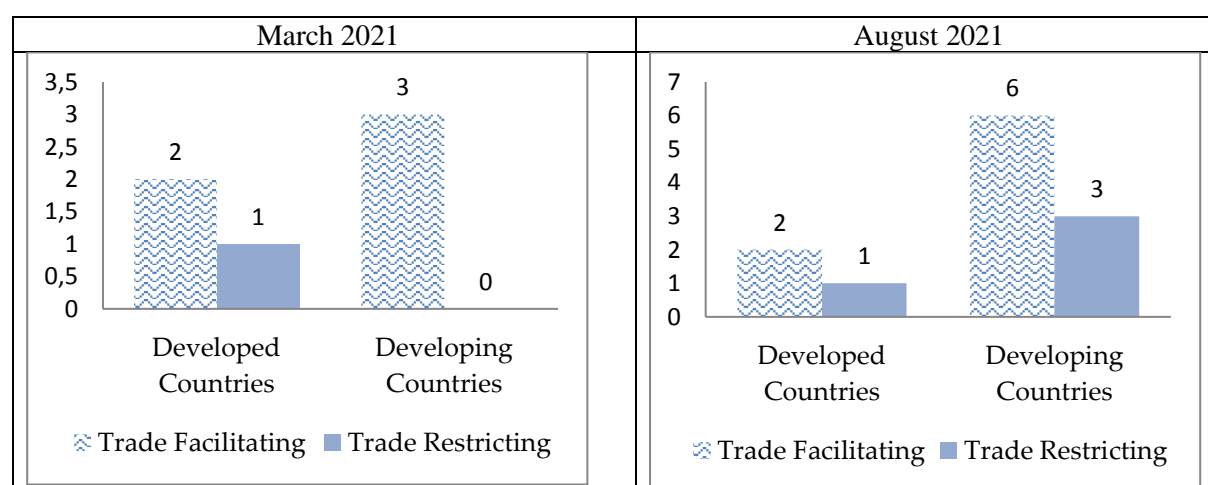 March 2021
3,5
3
2,5
2
1,5
1
0,5
0
2
1
3
0
Developed
Countries
Developing
Countries
Trade Facilitating
Trade Restricting
August 2021
7
6
5
4
3
2
1
0
2
1
6
3
Developed
Countries
Developing
Countries
Trade Facilitating
Trade Restricting